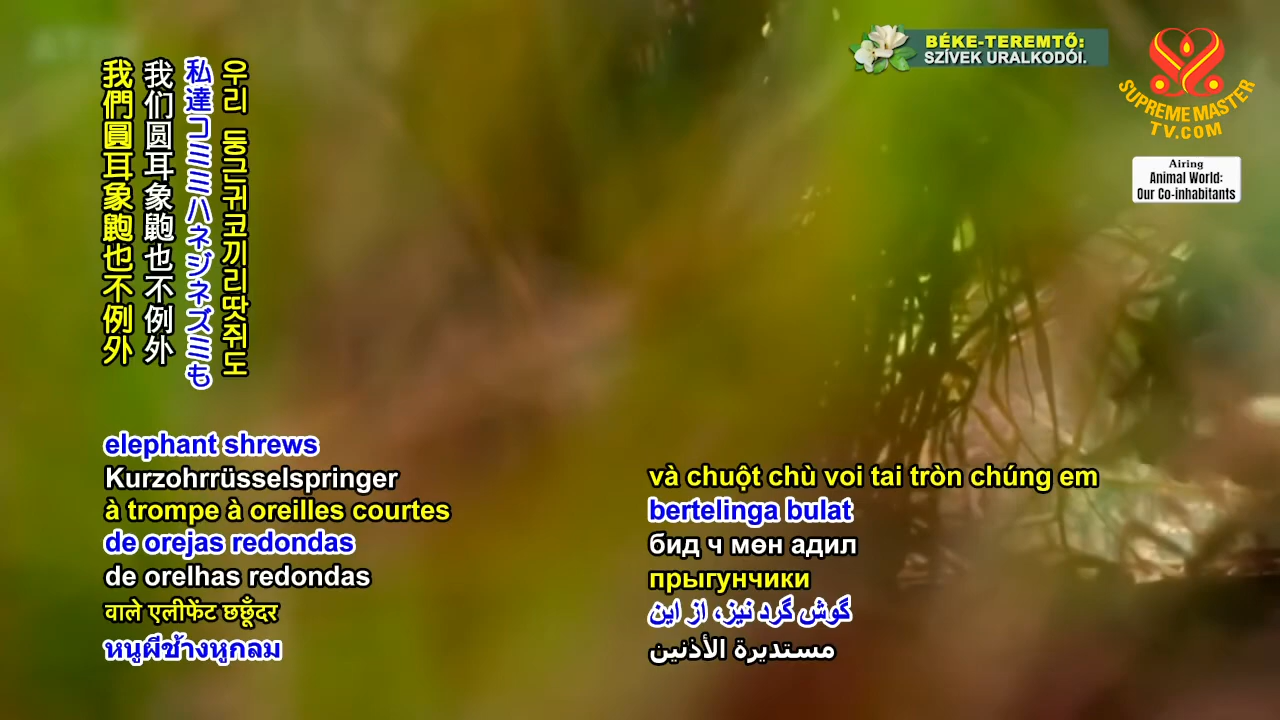 BÉKE-TEREMTŐ:
SZÍVEK URALKODÓI.
SUPREME MASTER
TV.COM
Airing
Animal World:
Our Co-inhabitants
우리 둥근귀코끼리땃쥐도
私達コミミハネジネズミも
我们圆耳象鼩也不例外
我們圓耳象鼩也不例外
elephant shrews
Kurzohrrüsselspringer
à trompe à oreilles courtes
de orejas redondas
de orelhas redondas
वाले एलीफेंट छछूँदर
หนูผีช้างหูกลม
và chuột chù voi tai tròn chúng em
bertelinga bulat
бид ч мөн адил
прыгунчики
گوش گرد نیز، از این
مستديرة الأذنين